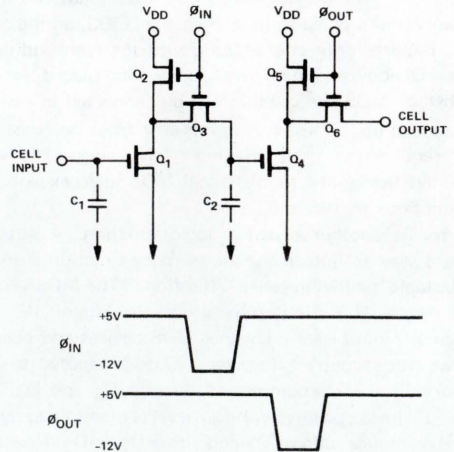 VDD ØIN VDD ØOUT
Q2 Q5
Q3 Q6
CELL OUTPUT
CELL INPUT
Q1 Q4
C1 C2
+5V
ØIN
-12V
+5V
ØOUT
-12V